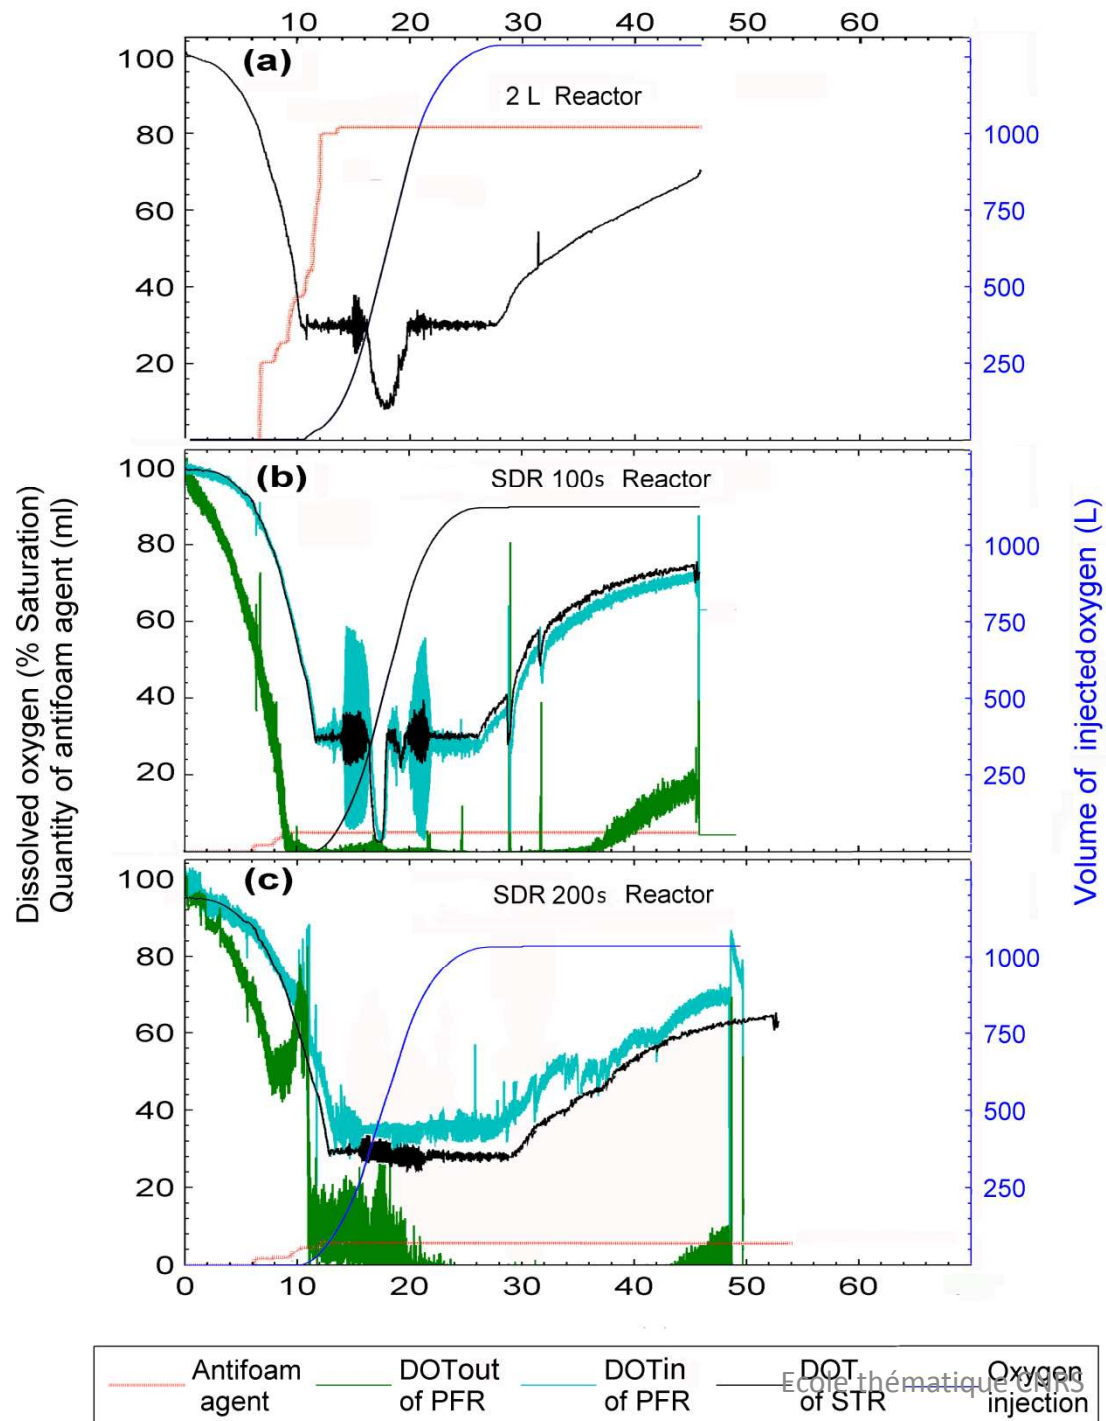 10 20 30 40 50 60
(a)
2 L Reactor
100
80
60
40
20
1000
750
500
250
(b)
SDR 100s Reactor
100
80
60
40
20
0
1000
750
500
250
(c)
SDR 200s Reactor
100
80
60
40
20
0
1000
750
500
250
0 10 20 30 40 50 60
Dissolved oxygen (% Saturation)
Quantity of antifoam agent (ml)
Volume of injected oxygen (L)
Antifoam agent
DOTout of PFR
DOTin of PFR
DOT of STR
Oxygen injection
Ecole thématique CNRS